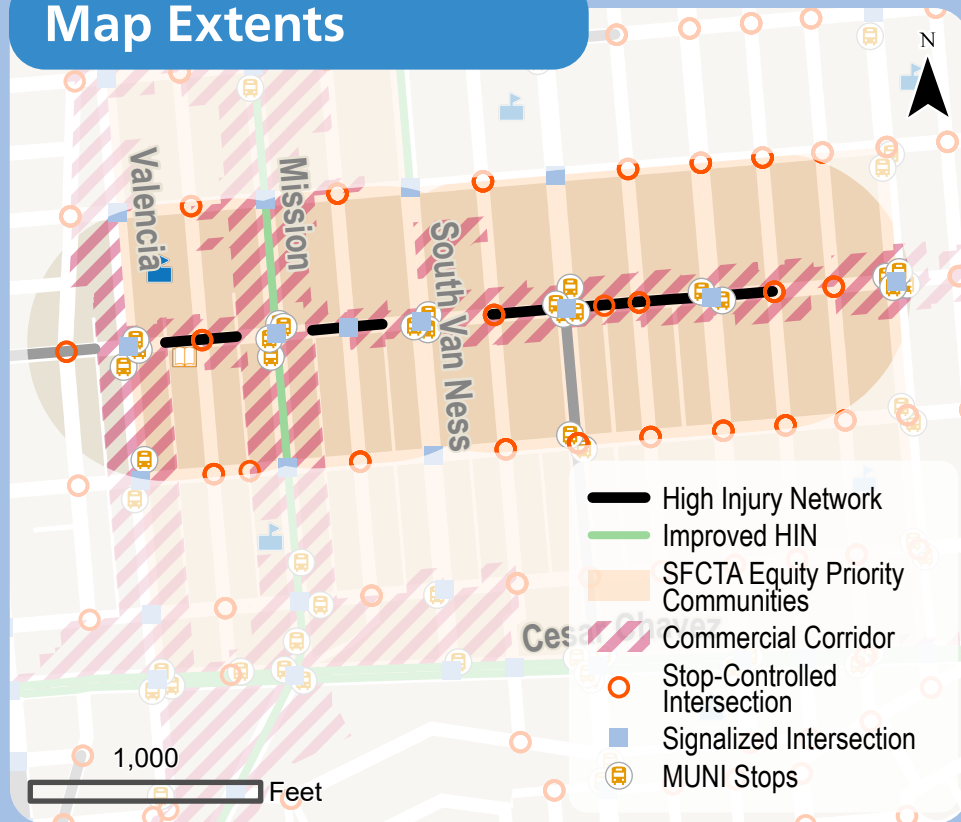 Map Extents
N
Valencia
Mission
South Van Ness
Cesar Chavez
High Injury Network
Improved HIN
SFCTA Equity Priority
Communities
Commercial Corridor
Stop-Controlled
Intersection
Signalized Intersection
MUNI Stops
1,000
Feet